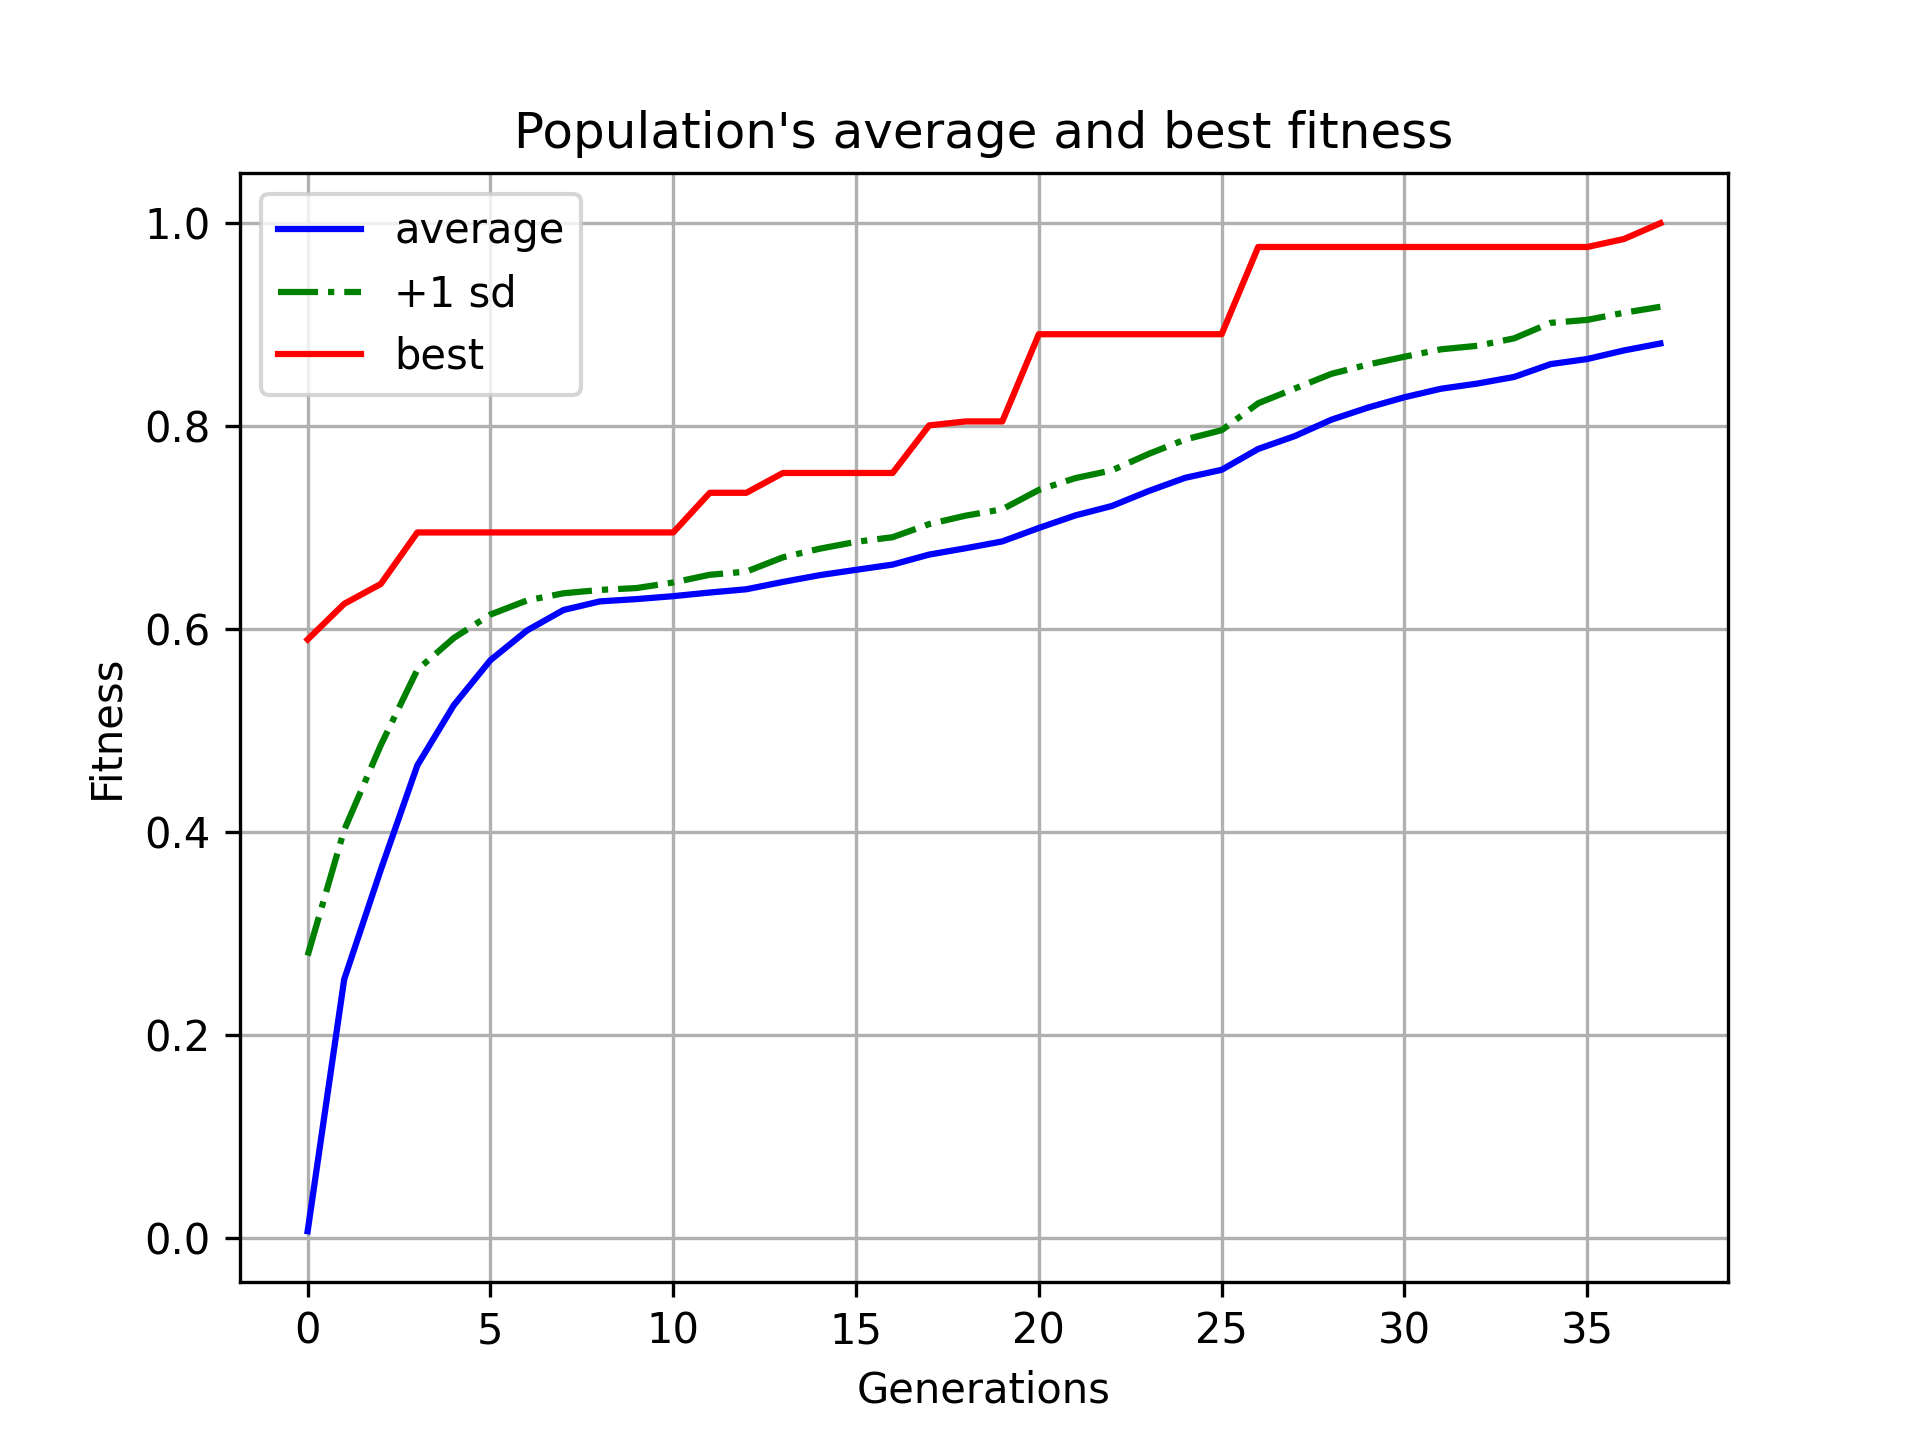 Population's average and best fitness
average
+1 sd
best
1.0
0.8
0.6
0.4
0.2
0.0
Fitness
0 5 10 15 20 25 30 35
Generations